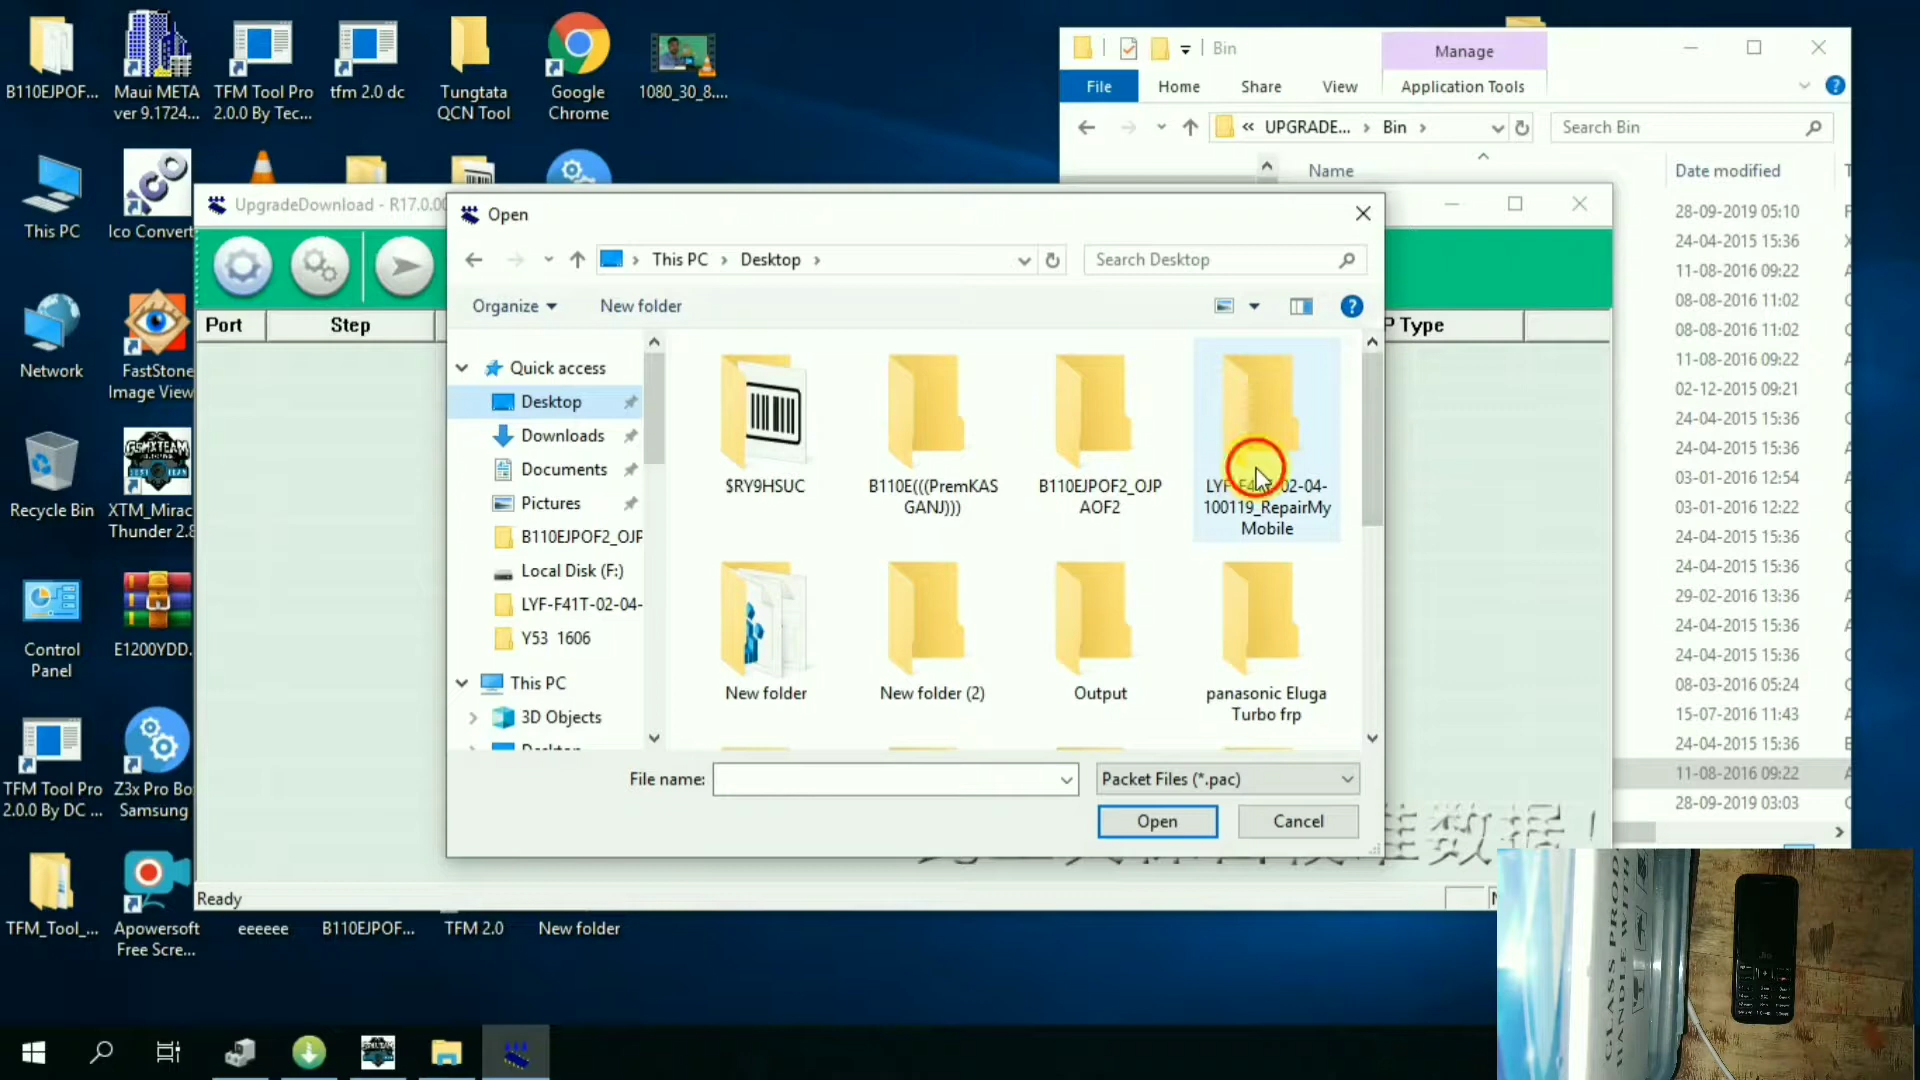 B110EJPOF...
Maui META
ver 9.1724...
TFM Tool Pro
2.0.0 By Tec...
tfm 2.0 dc
Tungtata
QCN Tool
Google
Chrome
1080_30_8....
This PC
Ico Convert
Network
FastStone
Image View
Recycle Bin
XTM_Mirac
Thunder 2.8
Control
Panel
E1200YDD.
TFM Tool Pro
2.0.0 By DC ...
Z3x Pro Bo
Samsung
TFM_Tool_...
Apowersoft
Free Scre...
eeeeee
B110EJPOF...
TFM 2.0
New folder
Bin
Manage
File
Home
Share
View
Application Tools
« UPGRADE... › Bin ›
Search Bin
Name
Date modified
28-09-2019 05:10
24-04-2015 15:36
11-08-2016 09:22
08-08-2016 11:02
08-08-2016 11:02
11-08-2016 09:22
02-12-2015 09:21
24-04-2015 15:36
24-04-2015 15:36
03-01-2016 12:54
03-01-2016 12:22
24-04-2015 15:36
24-04-2015 15:36
29-02-2016 13:36
24-04-2015 15:36
24-04-2015 15:36
08-03-2016 05:24
15-07-2016 11:43
24-04-2015 15:36
11-08-2016 09:22
28-09-2019 03:03
UpgradeDownload - R17.0.00
Port
Step
P Type
Ready
Open
This PC › Desktop ›
Search Desktop
Organize
New folder
Quick access
Desktop
Downloads
Documents
Pictures
B110EJPOF2_OJP
Local Disk (F:)
LYF-F41T-02-04-
Y53 1606
This PC
3D Objects
Desktop
$RY9HSUC
B110E(((PremKAS
GANJ)))
B110EJPOF2_OJP
AOF2
100119_RepairMy
Mobile
New folder
New folder (2)
Output
panasonic Eluga
Turbo frp
File name:
Packet Files (*.pac)
Open
Cancel
数据！
GLASS PROD
HANDLE WITH